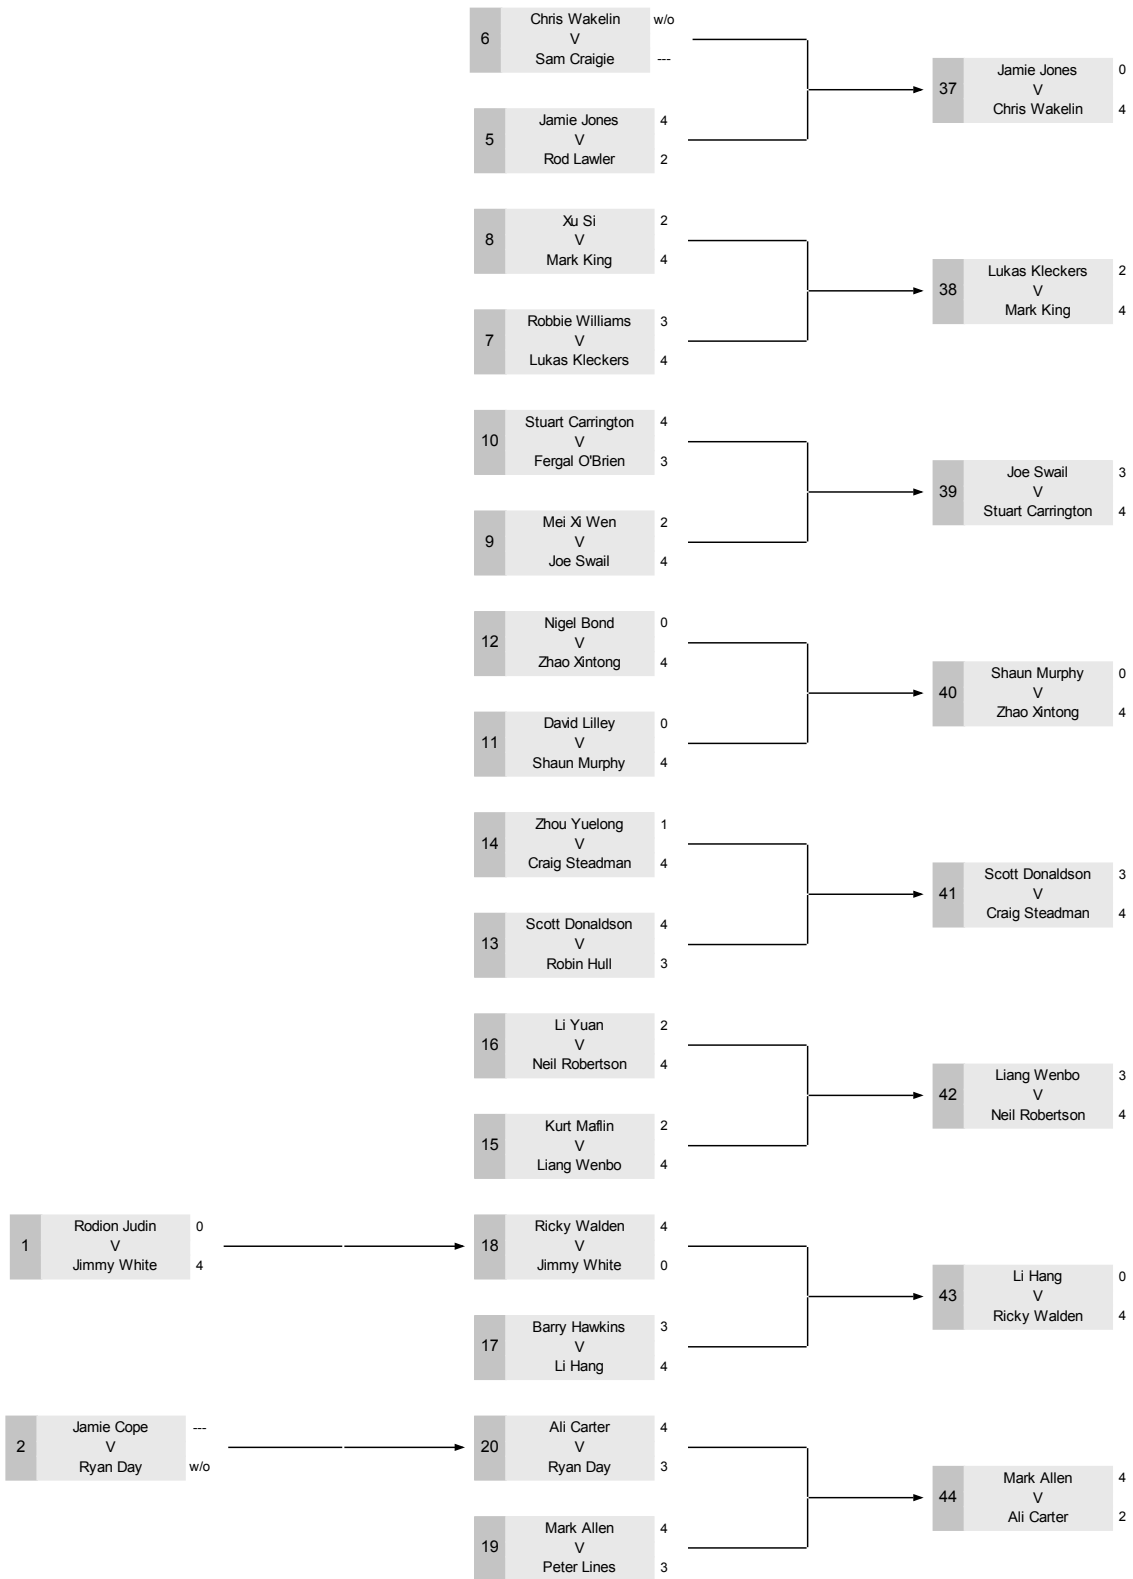 6
Chris Wakelin w/o
V
Sam Craigie ---
5
Jamie Jones 4
V
Rod Lawler 2
37
Jamie Jones 0
V
Chris Wakelin 4
8
Xu Si 2
V
Mark King 4
7
Robbie Williams 3
V
Lukas Kleckers 4
38
Lukas Kleckers 2
V
Mark King 4
10
Stuart Carrington 4
V
Fergal O'Brien 3
9
Mei Xi Wen 2
V
Joe Swail 4
39
Joe Swail 3
V
Stuart Carrington 4
12
Nigel Bond 0
V
Zhao Xintong 4
11
David Lilley 0
V
Shaun Murphy 4
40
Shaun Murphy 0
V
Zhao Xintong 4
14
Zhou Yuelong 1
V
Craig Steadman 4
13
Scott Donaldson 4
V
Robin Hull 3
41
Scott Donaldson 3
V
Craig Steadman 4
16
Li Yuan 2
V
Neil Robertson 4
15
Kurt Maflin 2
V
Liang Wenbo 4
42
Liang Wenbo 3
V
Neil Robertson 4
1
Rodion Judin 0
V
Jimmy White 4
18
Ricky Walden 4
V
Jimmy White 0
17
Barry Hawkins 3
V
Li Hang 4
43
Li Hang 0
V
Ricky Walden 4
2
Jamie Cope ---
V
Ryan Day w/o
20
Ali Carter 4
V
Ryan Day 3
19
Mark Allen 4
V
Peter Lines 3
44
Mark Allen 4
V
Ali Carter 2